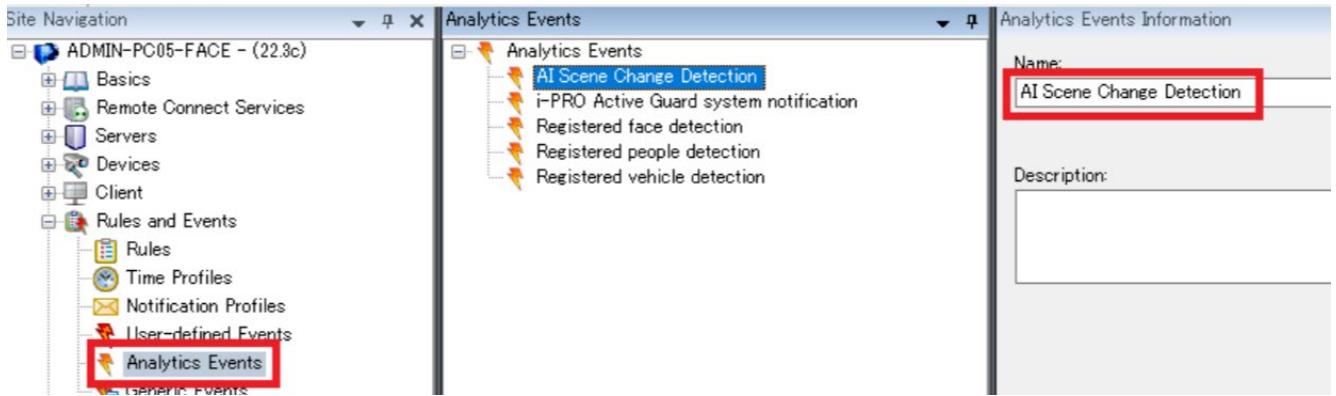 Site Navigation
ADMIN-PC05-FACE - (22.3c)
Basics
Remote Connect Services
Servers
Devices
Client
Rules and Events
Rules
Time Profiles
Notification Profiles
User-defined Events
Analytics Events
Generic Events
Analytics Events
Analytics Events
AI Scene Change Detection
i-PRO Active Guard system notification
Registered face detection
Registered people detection
Registered vehicle detection
Analytics Events Information
Name:
AI Scene Change Detection
Description: